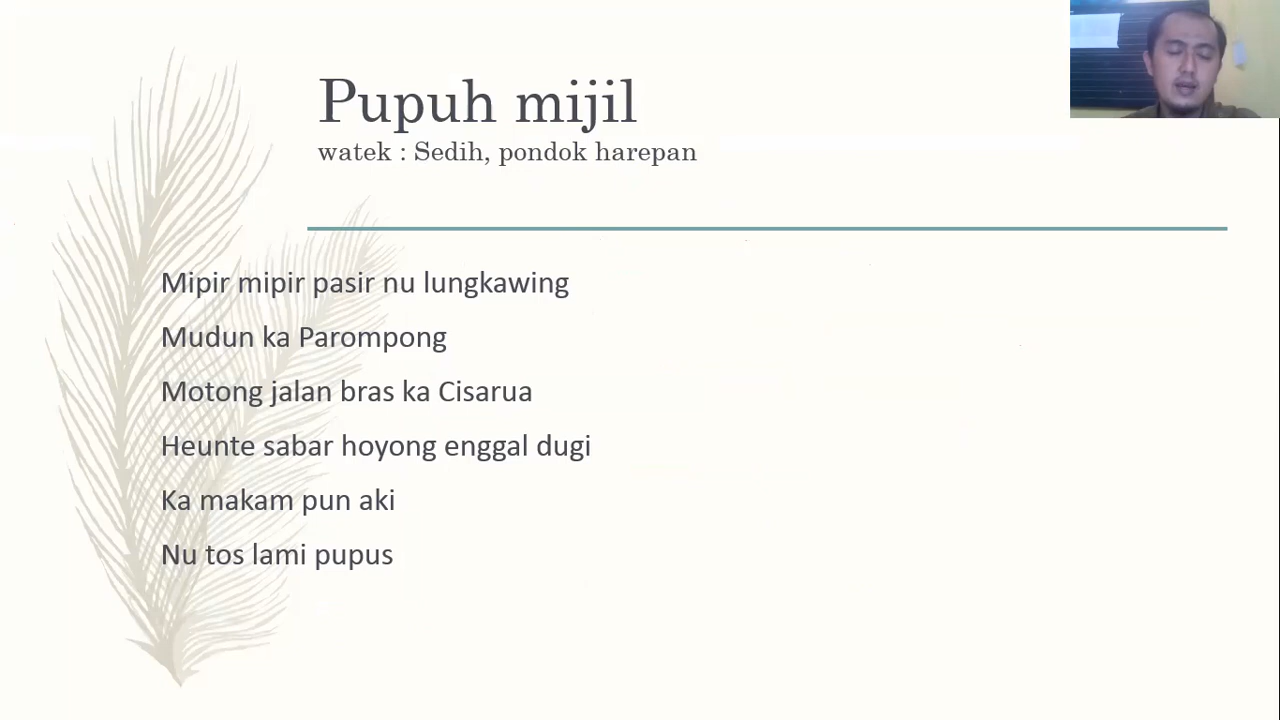 Pupuh mijil
watek : Sedih, pondok harepan
Mipir mipir pasir nu lungkawing
Mudun ka Parompong
Motong jalan bras ka Cisarua
Heunte sabar hoyong enggal dugi
Ka makam pun aki
Nu tos lami pupus